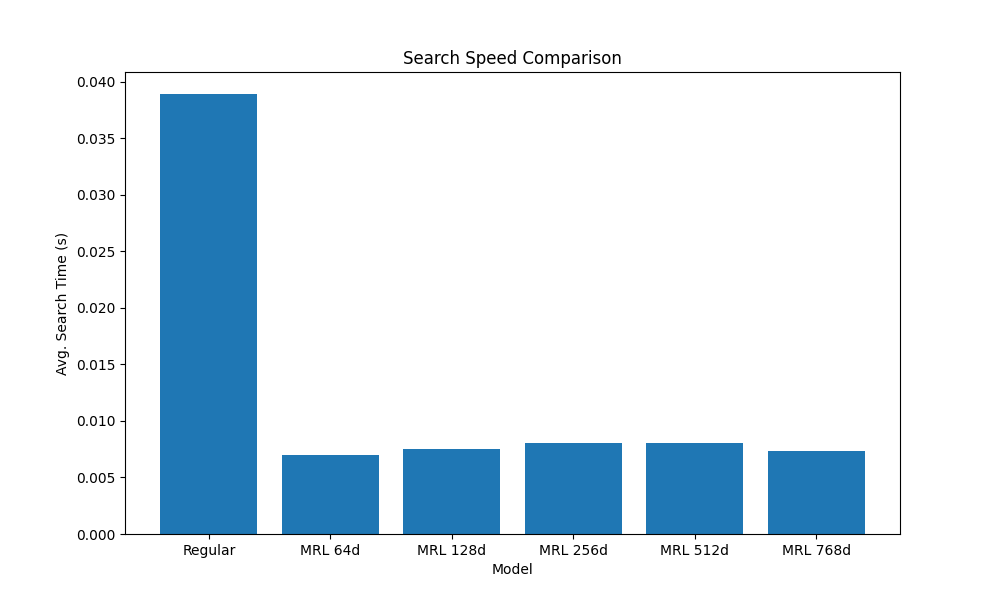 Search Speed Comparison
Avg. Search Time (s)
0.040
0.035
0.030
0.025
0.020
0.015
0.010
0.005
0.000
Regular MRL 64d MRL 128d MRL 256d MRL 512d MRL 768d
Model